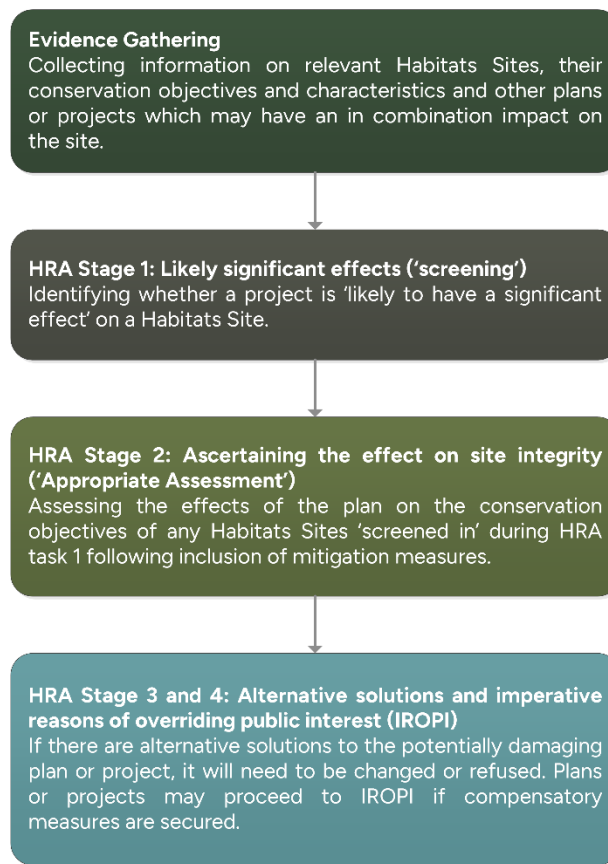 Evidence Gathering
Collecting information on relevant Habitats Sites, their
conservation objectives and characteristics and other plans
or projects which may have an in combination impact on
the site.
HRA Stage 1: Likely significant effects (‘screening’)
Identifying whether a project is ‘likely to have a significant
effect’ on a Habitats Site.
HRA Stage 2: Ascertaining the effect on site integrity
(‘Appropriate Assessment’)
Assessing the effects of the plan on the conservation
objectives of any Habitats Sites ‘screened in’ during HRA
task 1 following inclusion of mitigation measures.
HRA Stage 3 and 4: Alternative solutions and imperative
reasons of overriding public interest (IROPI)
If there are alternative solutions to the potentially damaging
plan or project, it will need to be changed or refused. Plans
or projects may proceed to IROPI if compensatory
measures are secured.